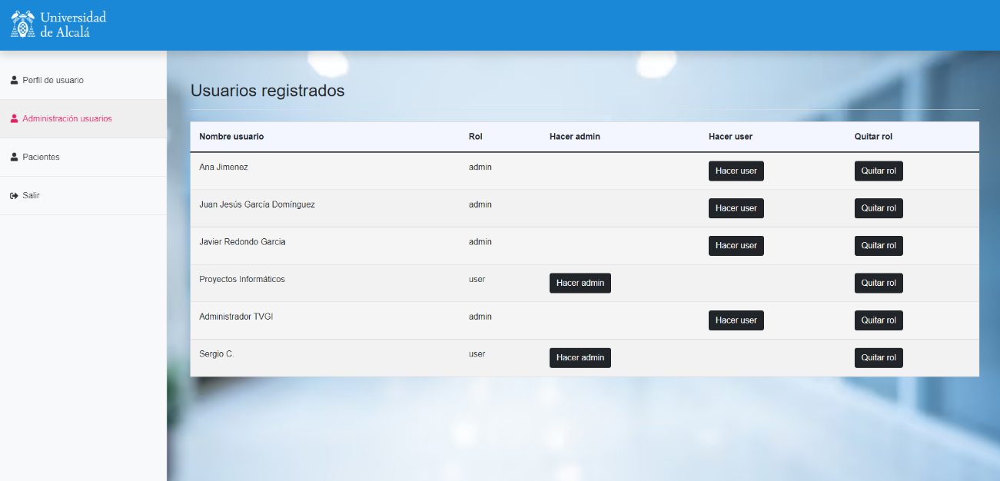 Universidad
de Alcalá
Perfil de usuario
Administración usuarios
Pacientes
Salir
Usuarios registrados
Nombre usuario Rol Hacer admin Hacer user Quitar rol
Ana Jimenez admin Hacer user Quitar rol
Juan Jesús García Domínguez admin Hacer user Quitar rol
Javier Redondo Garcia admin Hacer user Quitar rol
Proyectos Informáticos user Hacer admin Quitar rol
Administrador TVGI admin Hacer user Quitar rol
Sergio C. user Hacer admin Quitar rol